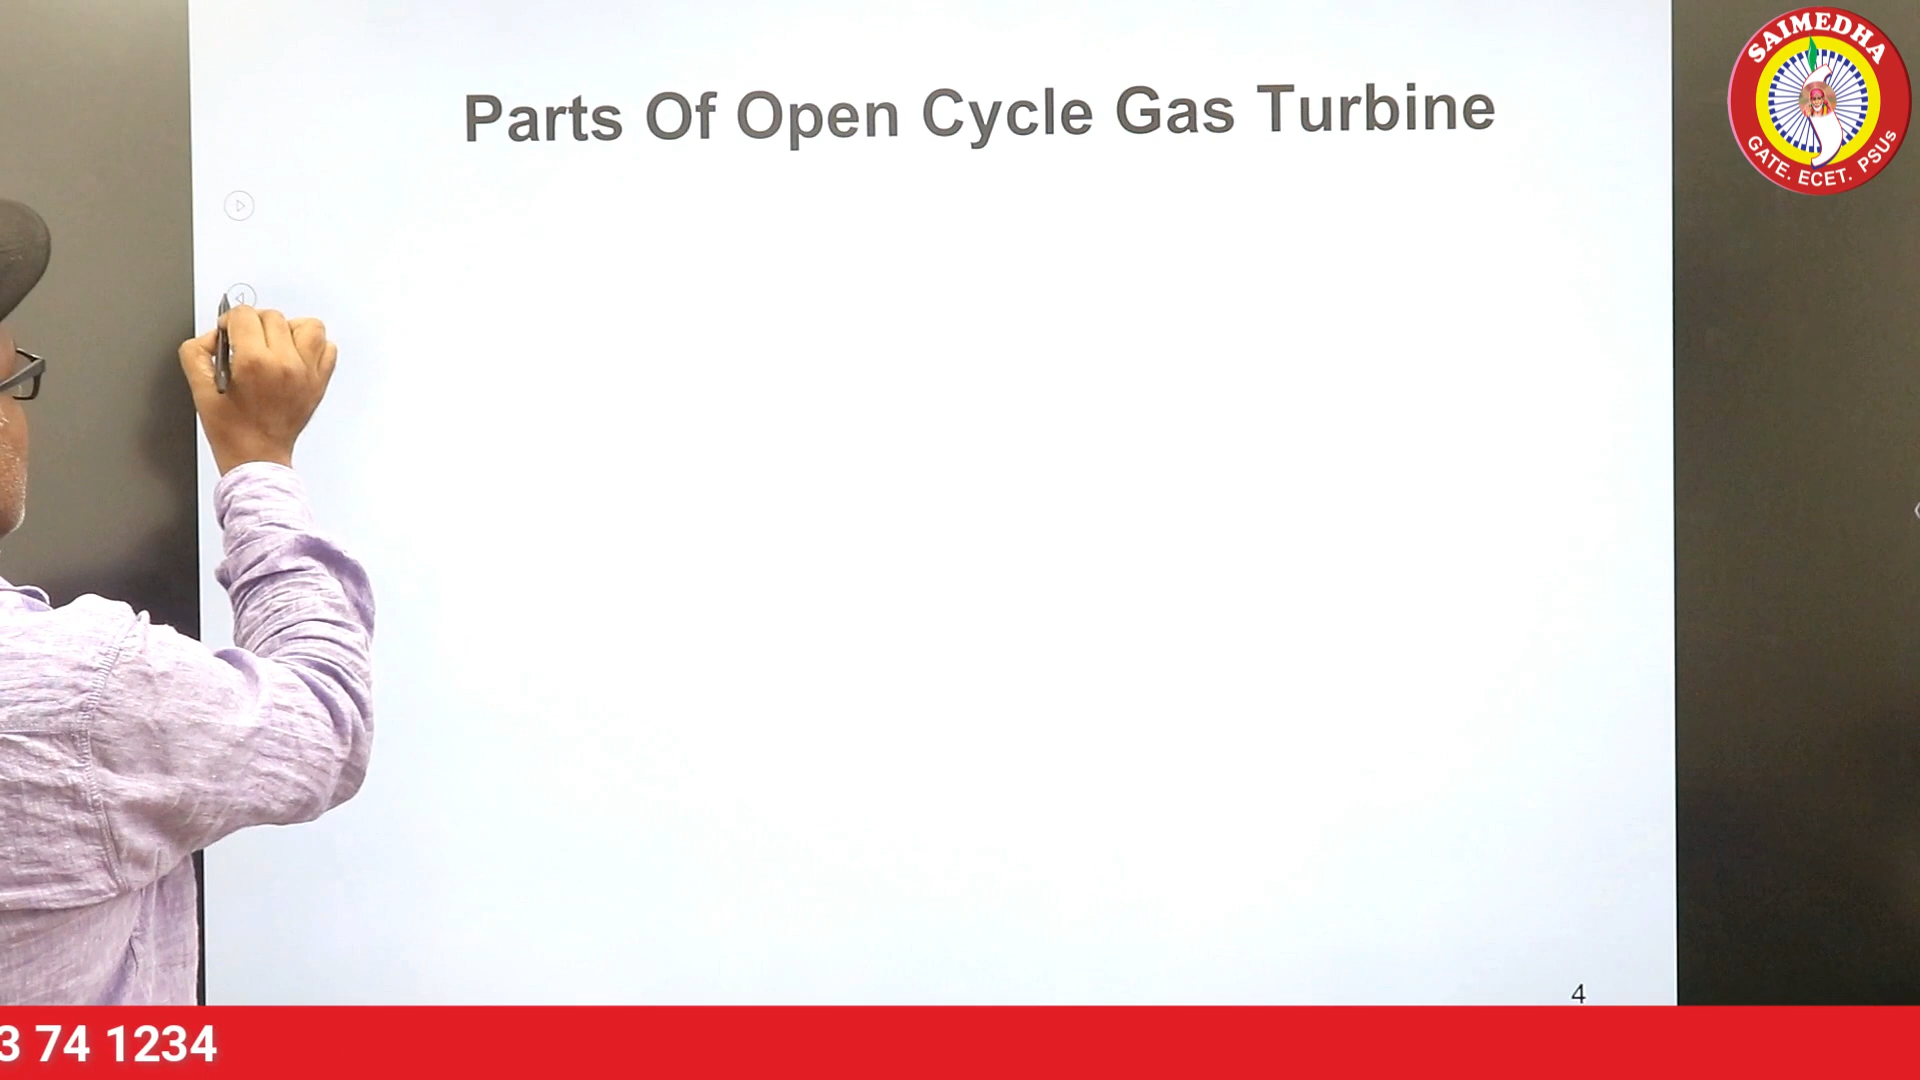 Parts Of Open Cycle Gas Turbine
SAIMEDHA
GATE. ECET. PSUs
4
3 74 1234